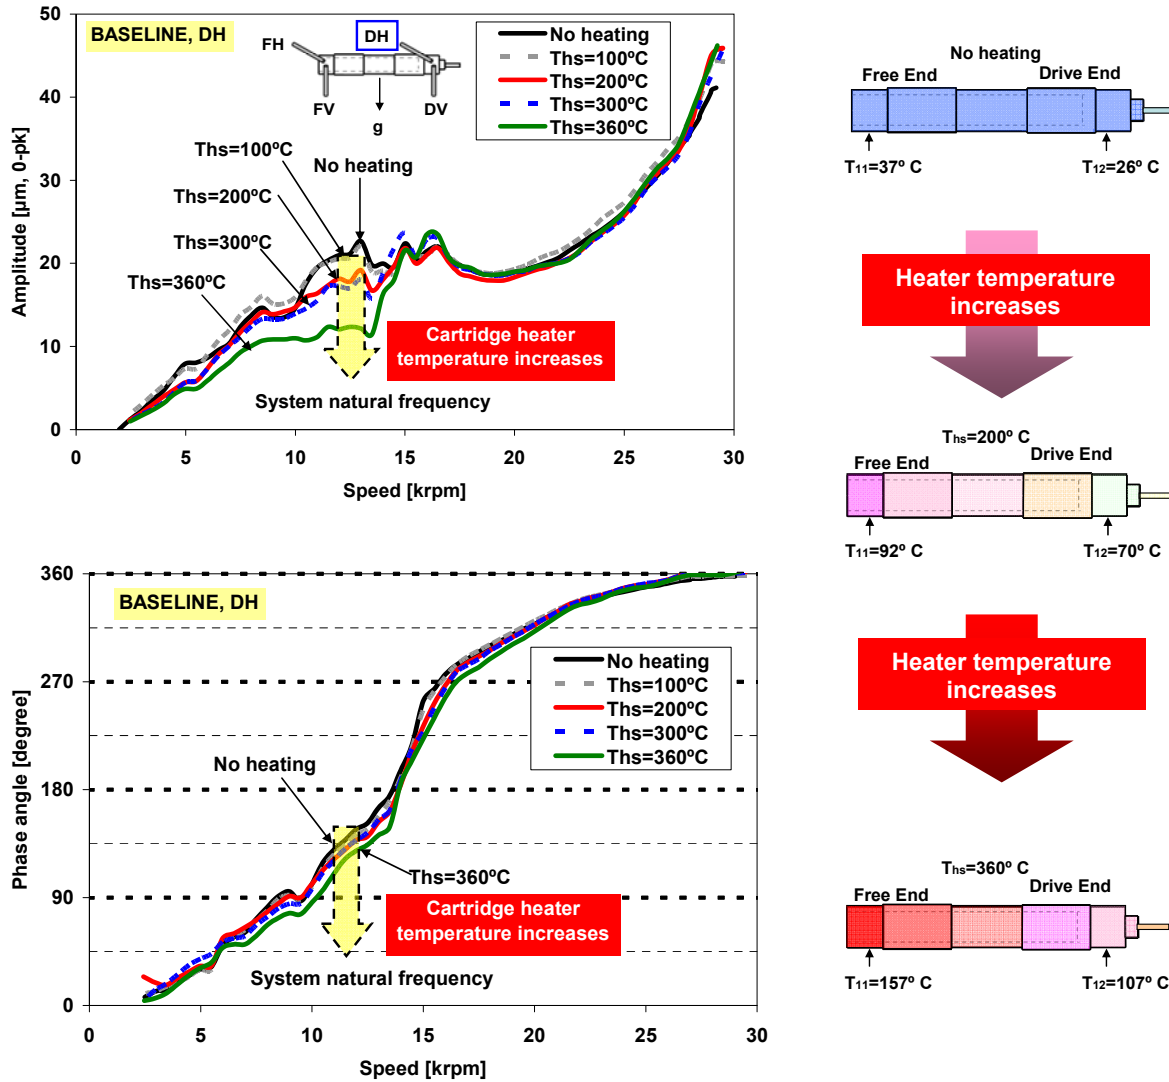 BASELINE, DH
FH
DH
FV
DV
g
No heating
Ths=100ºC
Ths=200ºC
Ths=300ºC
Ths=360ºC
Ths=100ºC
No heating
Ths=200ºC
Ths=300ºC
Ths=360ºC
Cartridge heater
temperature increases
System natural frequency
Amplitude [μm, 0-pk]
50
40
30
20
10
0
0 5 10 15 20 25 30
Speed [krpm]
BASELINE, DH
No heating
Ths=100ºC
Ths=200ºC
Ths=300ºC
Ths=360ºC
No heating
Ths=360ºC
Cartridge heater
temperature increases
System natural frequency
Phase angle [degree]
360
270
180
90
0
0 5 10 15 20 25 30
Speed [krpm]
No heating
Free End Drive End
T11=37º C T12=26º C
Heater temperature
increases
Ths=200º C
Free End Drive End
T11=92º C T12=70º C
Heater temperature
increases
Ths=360º C
Free End Drive End
T11=157º C T12=107º C